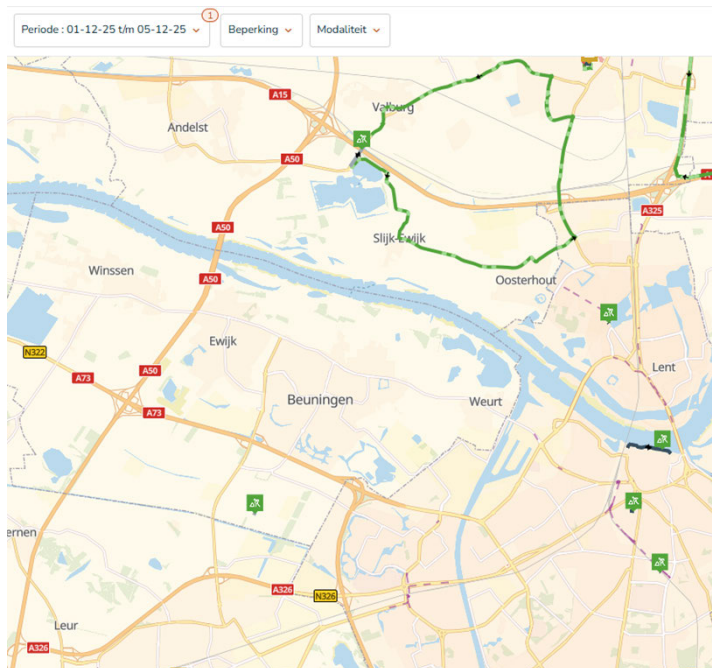 1
Periode : 01-12-25 t/m 05-12-25
Beperking
Modaliteit
A15
Valburg
Andelst
A50
A325
A50
Slijk-Ewijk
Winssen
A50
Oosterhout
Ewijk
N322
A50
Lent
A73
A73
Beuningen
Weurt
ernen
A326
N326
Leur
A326